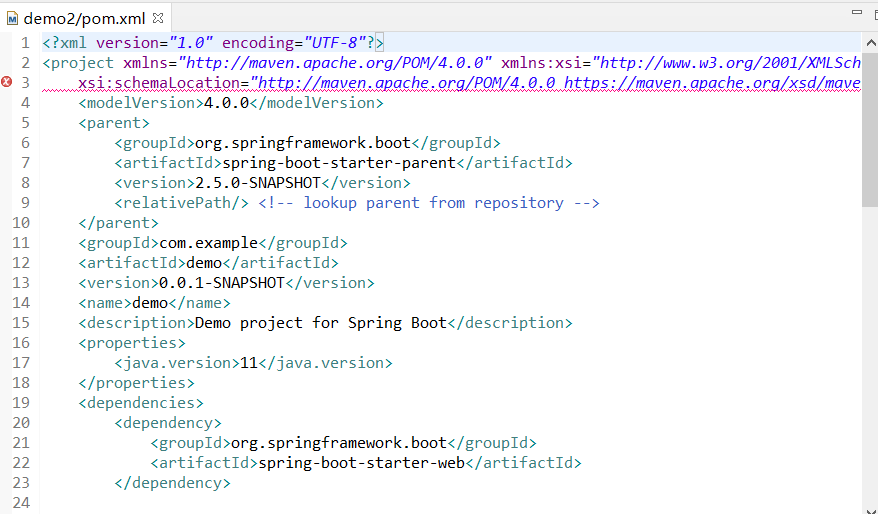 demo2/pom.xml
1 <?xml version="1.0" encoding="UTF-8"?>
2 <project xmlns="http://maven.apache.org/POM/4.0.0" xmlns:xsi="http://www.w3.org/2001/XMLSch
3 xsi:schemaLocation="http://maven.apache.org/POM/4.0.0 https://maven.apache.org/xsd/mave
4 <modelVersion>4.0.0</modelVersion>
5 <parent>
6 <groupId>org.springframework.boot</groupId>
7 <artifactId>spring-boot-starter-parent</artifactId>
8 <version>2.5.0-SNAPSHOT</version>
9 <relativePath/> <!-- lookup parent from repository -->
10 </parent>
11 <groupId>com.example</groupId>
12 <artifactId>demo</artifactId>
13 <version>0.0.1-SNAPSHOT</version>
14 <name>demo</name>
15 <description>Demo project for Spring Boot</description>
16 <properties>
17 <java.version>11</java.version>
18 </properties>
19 <dependencies>
20 <dependency>
21 <groupId>org.springframework.boot</groupId>
22 <artifactId>spring-boot-starter-web</artifactId>
23 </dependency>
24